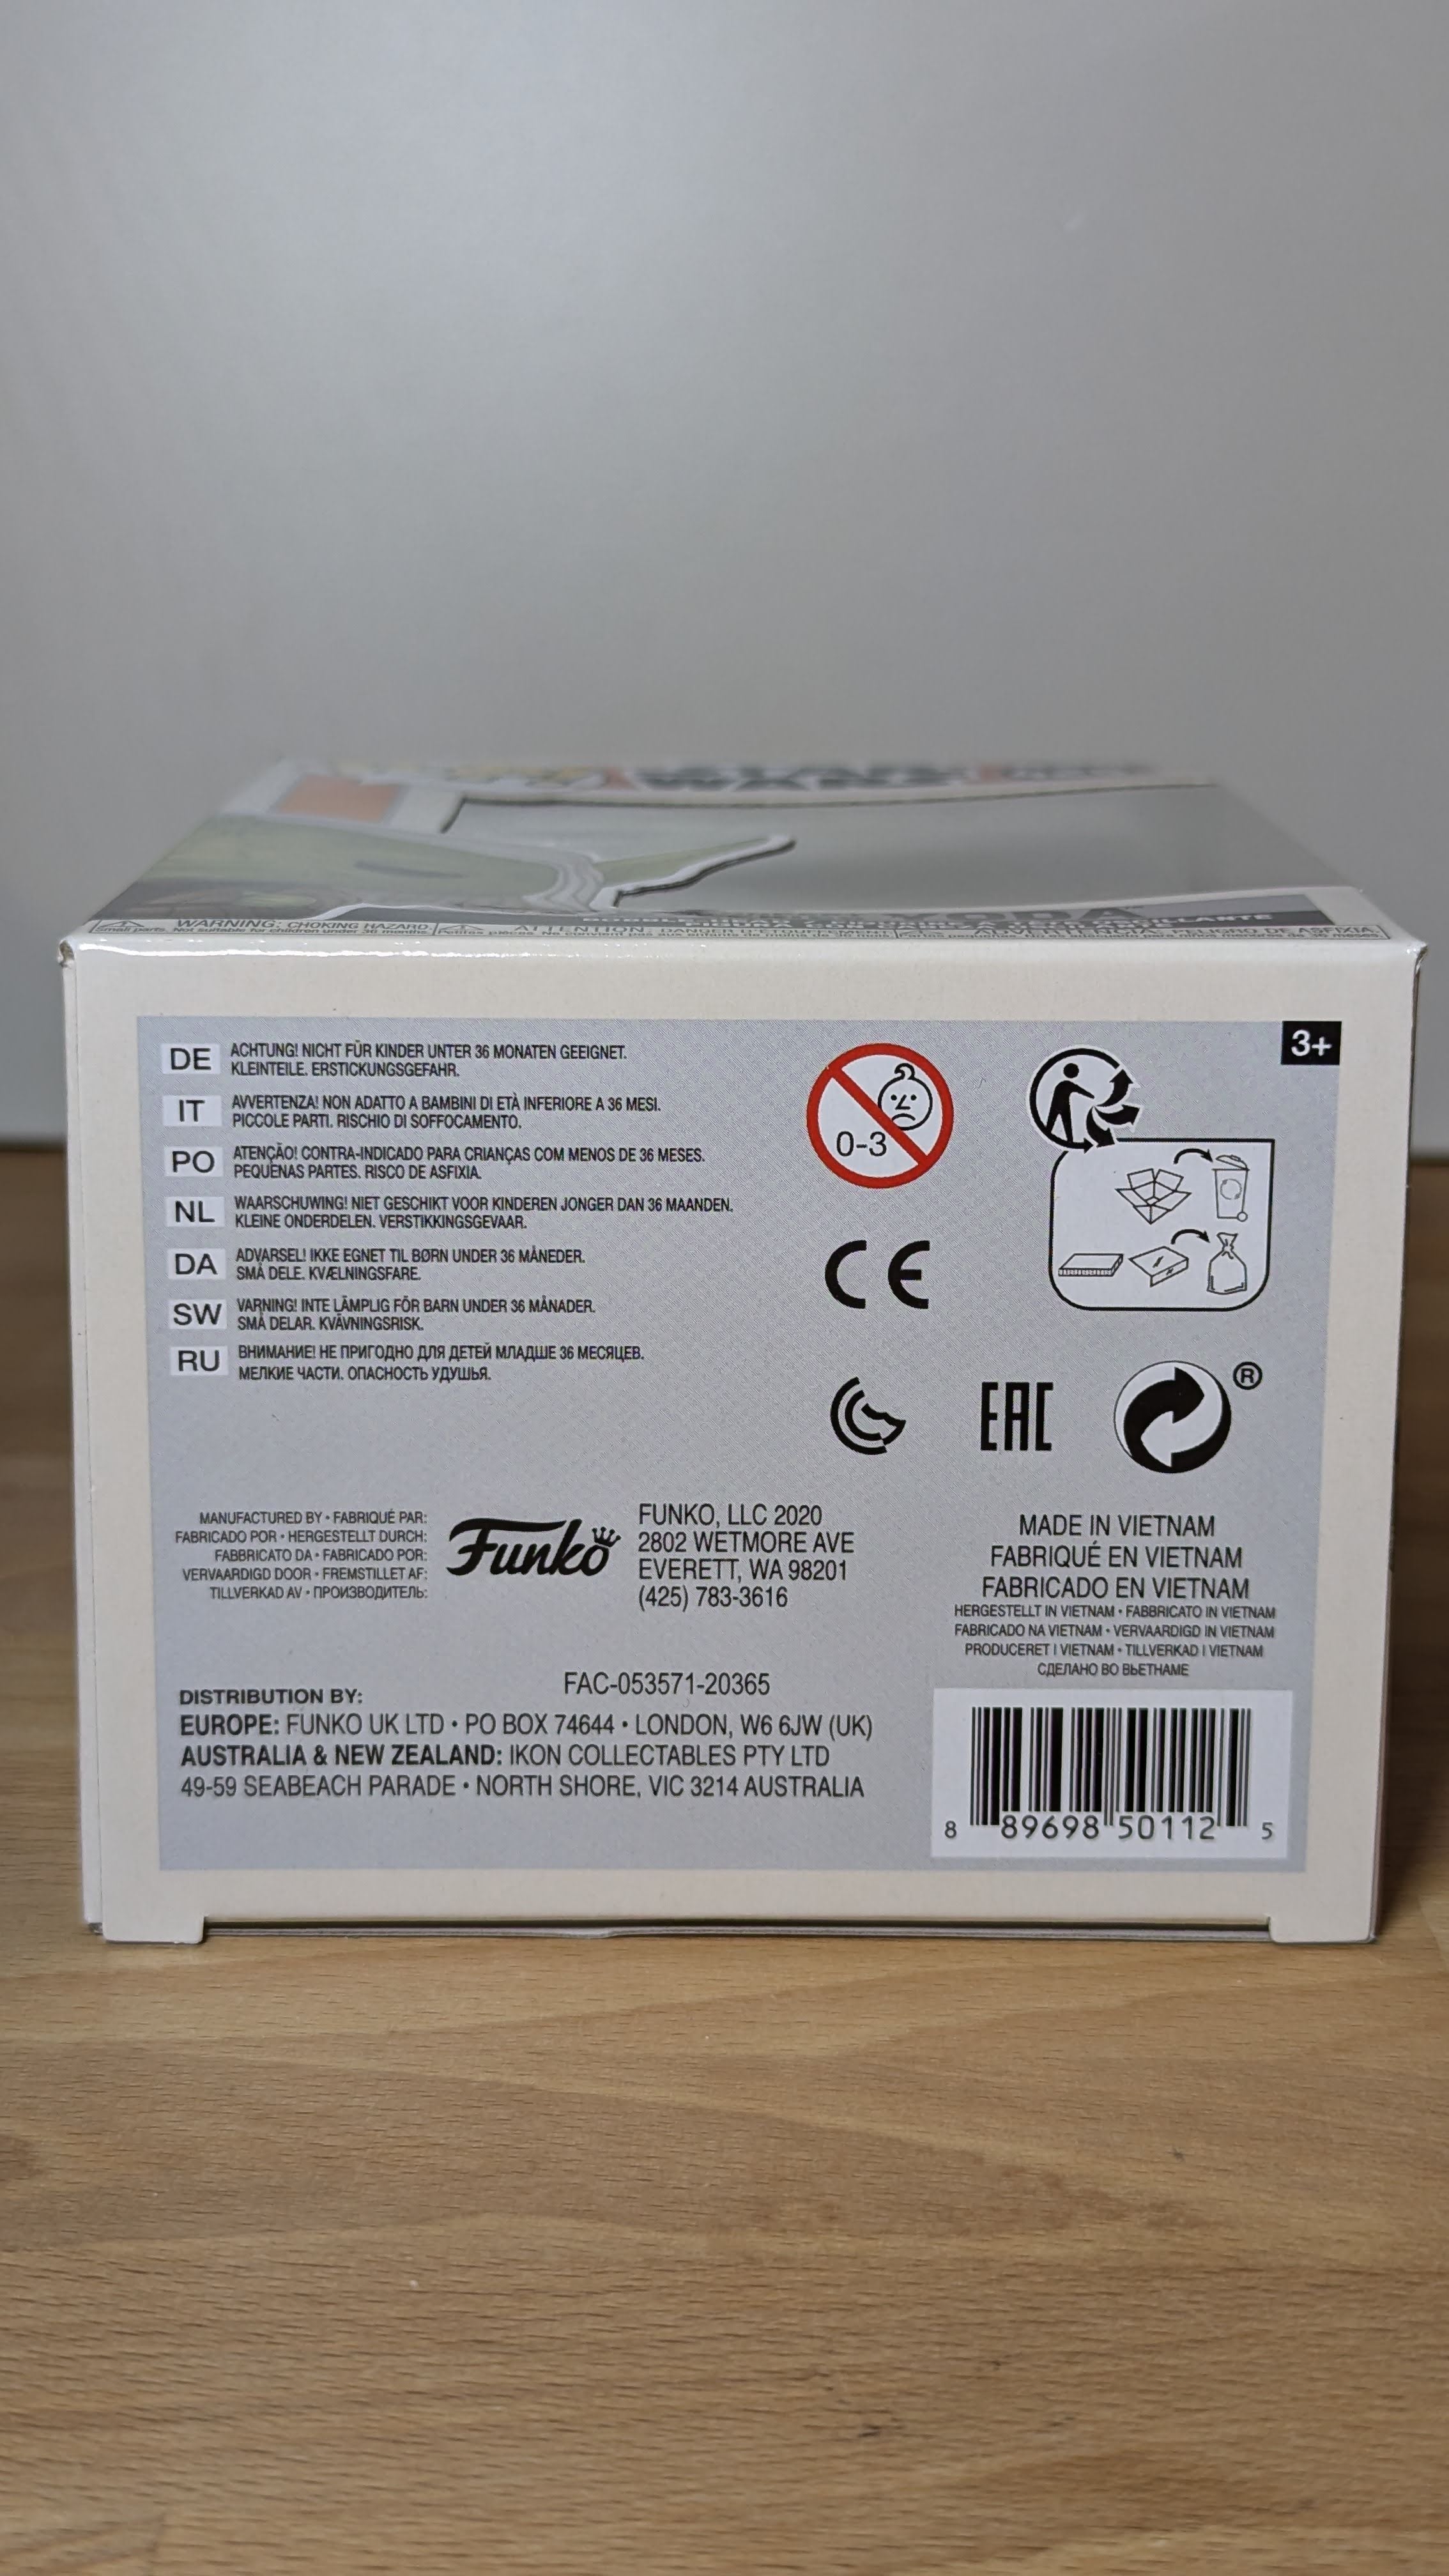 WARNING: CHOKING HAZARD.
Small parts. Not suitable for children under 36 months.
ATTENTION
3+
DE ACHTUNG! NICHT FÜR KINDER UNTER 36 MONATEN GEEIGNET.
KLEINTEILE. ERSTICKUNGSGEFAHR.
IT AVVERTENZA! NON ADATTO A BAMBINI DI ETÀ INFERIORE A 36 MESI.
PICCOLE PARTI. RISCHIO DI SOFFOCAMENTO.
PO ATENÇÃO! CONTRA-INDICADO PARA CRIANÇAS COM MENOS DE 36 MESES.
PEQUENAS PARTES. RISCO DE ASFIXIA.
NL WAARSCHUWING! NIET GESCHIKT VOOR KINDEREN JONGER DAN 36 MAANDEN.
KLEINE ONDERDELEN. VERSTIKKINGSGEVAAR.
DA ADVARSEL! IKKE EGNET TIL BØRN UNDER 36 MÅNEDER.
SMÅ DELE. KVÆLNINGSFARE.
SW VARNING! INTE LÄMPLIG FÖR BARN UNDER 36 MÅNADER.
SMÅ DELAR. KVÄVNINGSRISK.
RU ВНИМАНИЕ! НЕ ПРИГОДНО ДЛЯ ДЕТЕЙ МЛАДШЕ 36 МЕСЯЦЕВ.
МЕЛКИЕ ЧАСТИ. ОПАСНОСТЬ УДУШЬЯ.
0-3
CE
EAC
®
MANUFACTURED BY • FABRIQUÉ PAR:
FABRICADO POR • HERGESTELLT DURCH:
FABBRICATO DA • FABRICADO POR:
VERVAARDIGD DOOR • FREMSTILLET AF:
TILLVERKAD AV • ПРОИЗВОДИТЕЛЬ:
Funko
FUNKO, LLC 2020
2802 WETMORE AVE
EVERETT, WA 98201
(425) 783-3616
MADE IN VIETNAM
FABRIQUÉ EN VIETNAM
FABRICADO EN VIETNAM
HERGESTELLT IN VIETNAM • FABBRICATO IN VIETNAM
FABRICADO NA VIETNAM • VERVAARDIGD IN VIETNAM
PRODUCERET I VIETNAM • TILLVERKAD I VIETNAM
СДЕЛАНО ВО ВЬЕТНАМЕ
FAC-053571-20365
DISTRIBUTION BY:
EUROPE: FUNKO UK LTD • PO BOX 74644 • LONDON, W6 6JW (UK)
AUSTRALIA & NEW ZEALAND: IKON COLLECTABLES PTY LTD
49-59 SEABEACH PARADE • NORTH SHORE, VIC 3214 AUSTRALIA
8 89698 50112 5